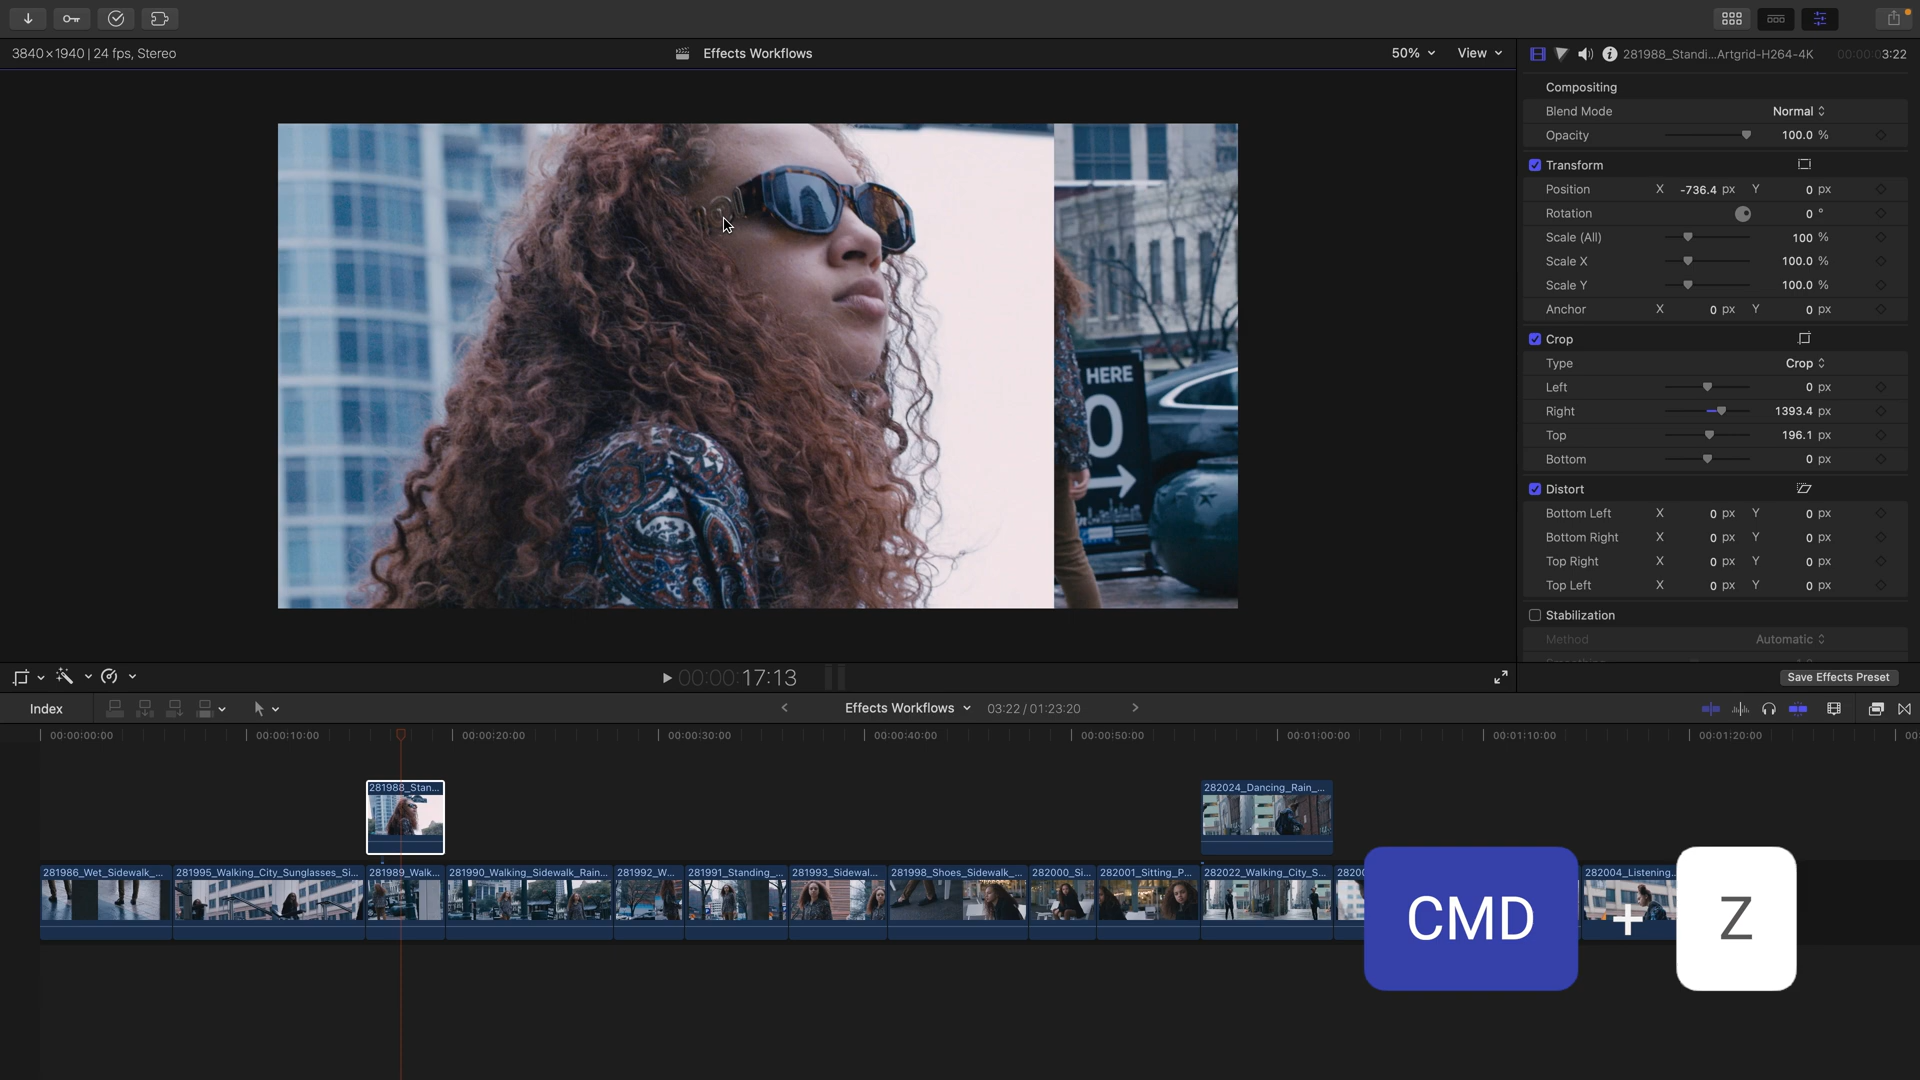 3840 × 1940 | 24 fps, Stereo
Effects Workflows
50%
View
281988_Standi...Artgrid-H264-4K
00:00:03:22
HERE
0
Compositing
Blend Mode Normal
Opacity 100.0 %
Transform
Position X -736.4 px Y 0 px
Rotation 0 °
Scale (All) 100 %
Scale X 100.0 %
Scale Y 100.0 %
Anchor X 0 px Y 0 px
Crop
Type Crop
Left 0 px
Right 1393.4 px
Top 196.1 px
Bottom 0 px
Distort
Bottom Left X 0 px Y 0 px
Bottom Right X 0 px Y 0 px
Top Right X 0 px Y 0 px
Top Left X 0 px Y 0 px
Stabilization
Method Automatic
Save Effects Preset
00:00:17:13
Index
Effects Workflows
03:22 / 01:23:20
00:00:00:00
00:00:10:00
00:00:20:00
00:00:30:00
00:00:40:00
00:00:50:00
00:01:00:00
00:01:10:00
00:01:20:00
00
281988_Stan...
282024_Dancing_Rain_...
281986_Wet_Sidewalk_...
281995_Walking_City_Sunglasses_Si...
281989_Walk...
281990_Walking_Sidewalk_Rain...
281992_W...
281991_Standing_...
281993_Sidewal...
281998_Shoes_Sidewalk_...
282000_Si...
282001_Sitting_P...
282022_Walking_City_S...
28200
282004_Listening...
CMD + Z